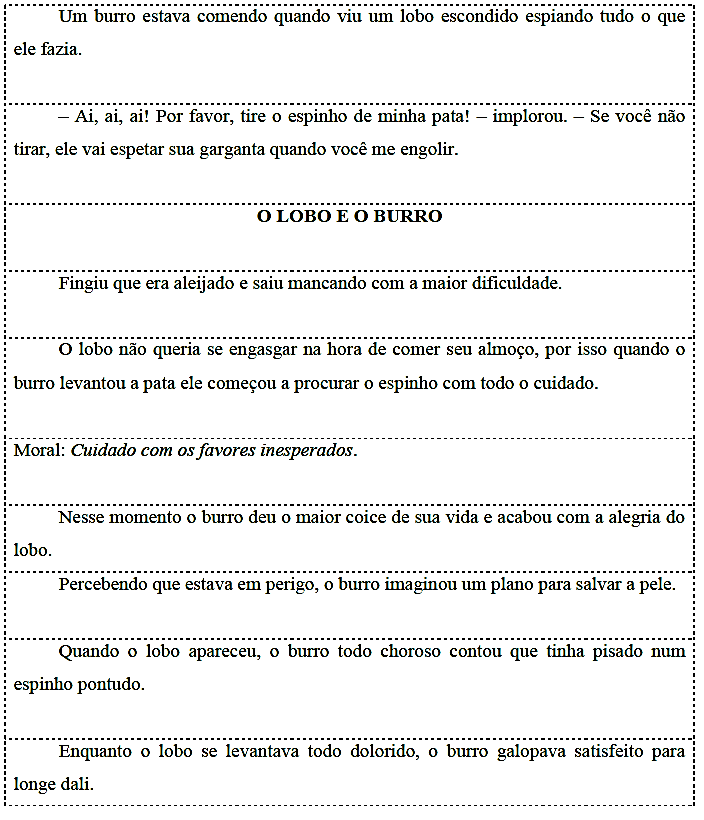 Um burro estava comendo quando viu um lobo escondido espiando tudo o que
ele fazia.
– Ai, ai, ai! Por favor, tire o espinho de minha pata! – implorou. – Se você não
tirar, ele vai espetar sua garganta quando você me engolir.
O LOBO E O BURRO
Fingiu que era aleijado e saiu mancando com a maior dificuldade.
O lobo não queria se engasgar na hora de comer seu almoço, por isso quando o
burro levantou a pata ele começou a procurar o espinho com todo o cuidado.
Moral: Cuidado com os favores inesperados.
Nesse momento o burro deu o maior coice de sua vida e acabou com a alegria do
lobo.
Percebendo que estava em perigo, o burro imaginou um plano para salvar a pele.
Quando o lobo apareceu, o burro todo choroso contou que tinha pisado num
espinho pontudo.
Enquanto o lobo se levantava todo dolorido, o burro galopava satisfeito para
longe dali.